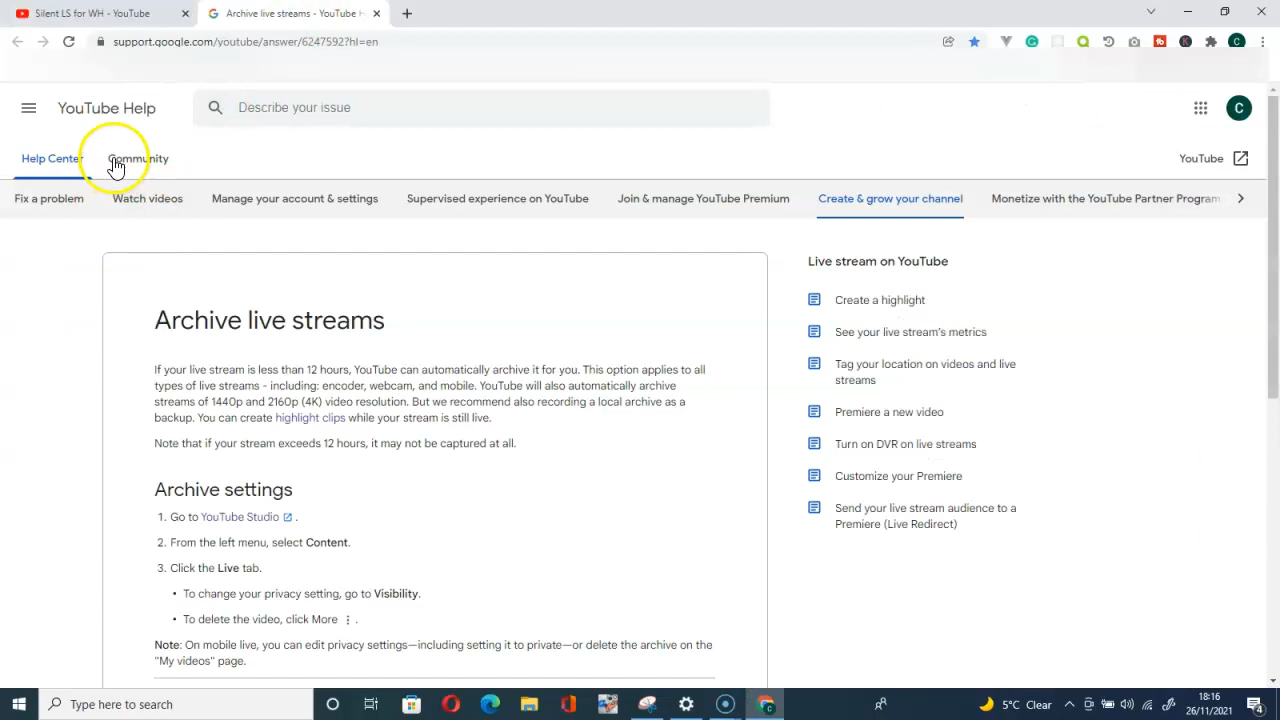 Silent LS for WH - YouTube
Archive live streams - YouTube H
support.google.com/youtube/answer/6247592?hl=en
YouTube Help
Describe your issue
C
Help Center
Community
YouTube
Fix a problem
Watch videos
Manage your account & settings
Supervised experience on YouTube
Join & manage YouTube Premium
Create & grow your channel
Monetize with the YouTube Partner Program
Archive live streams
If your live stream is less than 12 hours, YouTube can automatically archive it for you. This option applies to all
types of live streams - including: encoder, webcam, and mobile. YouTube will also automatically archive
streams of 1440p and 2160p (4K) video resolution. But we recommend also recording a local archive as a
backup. You can create highlight clips while your stream is still live.
Note that if your stream exceeds 12 hours, it may not be captured at all.
Archive settings
1. Go to YouTube Studio .
2. From the left menu, select Content.
3. Click the Live tab.
• To change your privacy setting, go to Visibility.
• To delete the video, click More .
Note: On mobile live, you can edit privacy settings—including setting it to private—or delete the archive on the
"My videos" page.
Live stream on YouTube
Create a highlight
See your live stream's metrics
Tag your location on videos and live
streams
Premiere a new video
Turn on DVR on live streams
Customize your Premiere
Send your live stream audience to a
Premiere (Live Redirect)
Type here to search
5°C Clear
18:16
26/11/2021